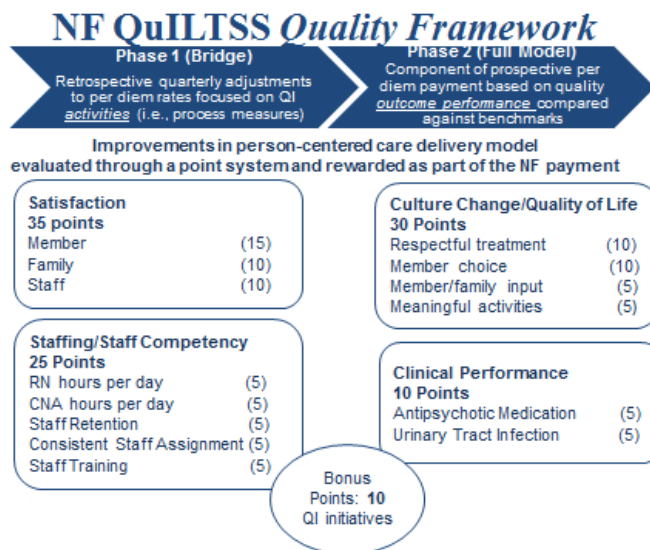 NF QuILTSS Quality Framework
Phase 1 (Bridge)
Retrospective quarterly adjustments
to per diem rates focused on QI
activities (i.e., process measures)
Phase 2 (Full Model)
Component of prospective per
diem payment based on quality
outcome performance compared
against benchmarks
Improvements in person-centered care delivery model
evaluated through a point system and rewarded as part of the NF payment
Satisfaction
35 points
Member (15)
Family (10)
Staff (10)
Culture Change/Quality of Life
30 Points
Respectful treatment (10)
Member choice (10)
Member/family input (5)
Meaningful activities (5)
Staffing/Staff Competency
25 Points
RN hours per day (5)
CNA hours per day (5)
Staff Retention (5)
Consistent Staff Assignment (5)
Staff Training (5)
Clinical Performance
10 Points
Antipsychotic Medication (5)
Urinary Tract Infection (5)
Bonus
Points: 10
QI initiatives